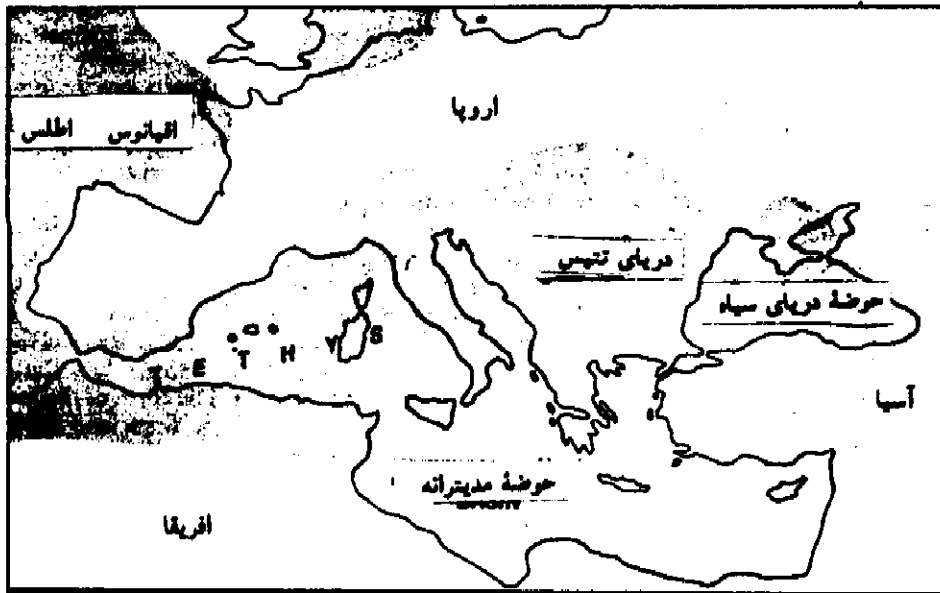 اروپا
اقیانوس اطلس
دریای تتیس
حوضهٔ دریای سیاه
T E T H Y S
آسیا
حوضهٔ مدیترانه
افریقا